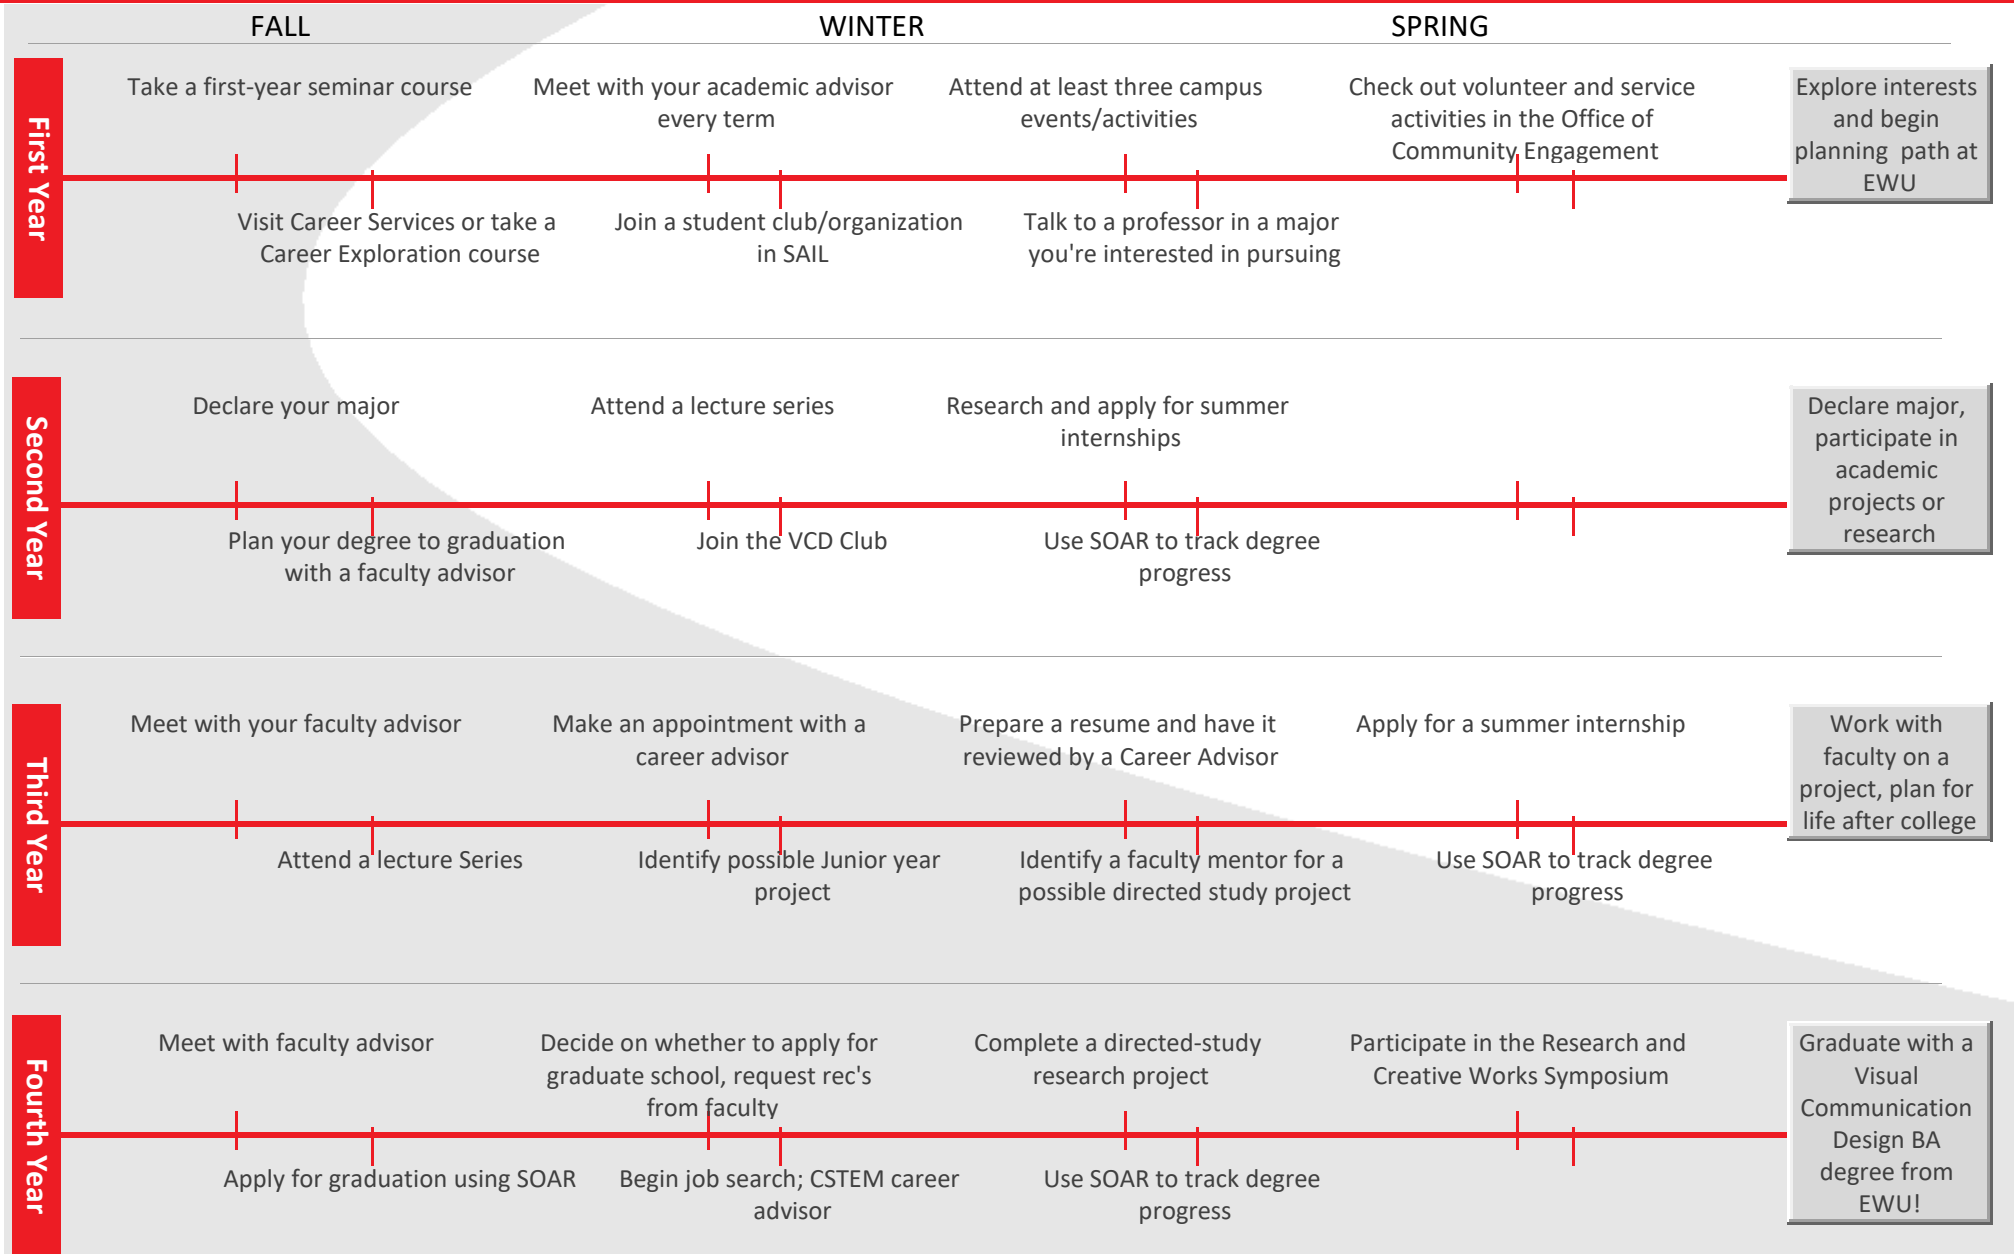 FALL
WINTER
SPRING
First Year
Take a first-year seminar course
Meet with your academic advisor
every term
Attend at least three campus
events/activities
Check out volunteer and service
activities in the Office of
Community Engagement
Visit Career Services or take a
Career Exploration course
Join a student club/organization
in SAIL
Talk to a professor in a major
you're interested in pursuing
Explore interests
and begin
planning path at
EWU
Second Year
Declare your major
Attend a lecture series
Research and apply for summer
internships
Plan your degree to graduation
with a faculty advisor
Join the VCD Club
Use SOAR to track degree
progress
Declare major,
participate in
academic
projects or
research
Third Year
Meet with your faculty advisor
Make an appointment with a
career advisor
Prepare a resume and have it
reviewed by a Career Advisor
Apply for a summer internship
Attend a lecture Series
Identify possible Junior year
project
Identify a faculty mentor for a
possible directed study project
Use SOAR to track degree
progress
Work with
faculty on a
project, plan for
life after college
Fourth Year
Meet with faculty advisor
Decide on whether to apply for
graduate school, request rec's
from faculty
Complete a directed-study
research project
Participate in the Research and
Creative Works Symposium
Apply for graduation using SOAR
Begin job search; CSTEM career
advisor
Use SOAR to track degree
progress
Graduate with a
Visual
Communication
Design BA
degree from
EWU!